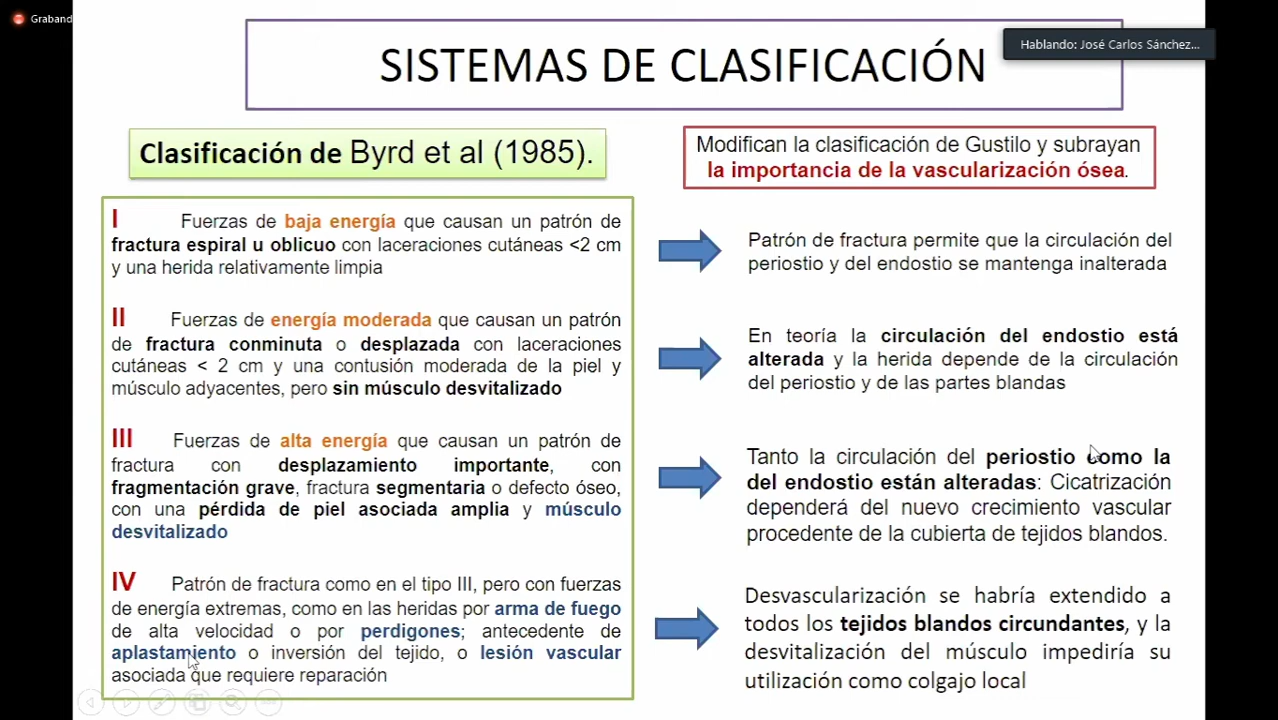 Graband
Hablando: José Carlos Sánchez...
SISTEMAS DE CLASIFICACIÓN
Clasificación de Byrd et al (1985).
Modifican la clasificación de Gustilo y subrayan
la importancia de la vascularización ósea.
I Fuerzas de baja energía que causan un patrón de
fractura espiral u oblicuo con laceraciones cutáneas <2 cm
y una herida relativamente limpia
Patrón de fractura permite que la circulación del
periostio y del endostio se mantenga inalterada
II Fuerzas de energía moderada que causan un patrón
de fractura conminuta o desplazada con laceraciones
cutáneas < 2 cm y una contusión moderada de la piel y
músculo adyacentes, pero sin músculo desvitalizado
En teoría la circulación del endostio está
alterada y la herida depende de la circulación
del periostio y de las partes blandas
III Fuerzas de alta energía que causan un patrón de
fractura con desplazamiento importante, con
fragmentación grave, fractura segmentaria o defecto óseo,
con una pérdida de piel asociada amplia y músculo
desvitalizado
Tanto la circulación del periostio como la
del endostio están alteradas: Cicatrización
dependerá del nuevo crecimiento vascular
procedente de la cubierta de tejidos blandos.
IV Patrón de fractura como en el tipo III, pero con fuerzas
de energía extremas, como en las heridas por arma de fuego
de alta velocidad o por perdigones; antecedente de
aplastamiento o inversión del tejido, o lesión vascular
asociada que requiere reparación
Desvascularización se habría extendido a
todos los tejidos blandos circundantes, y la
desvitalización del músculo impediría su
utilización como colgajo local